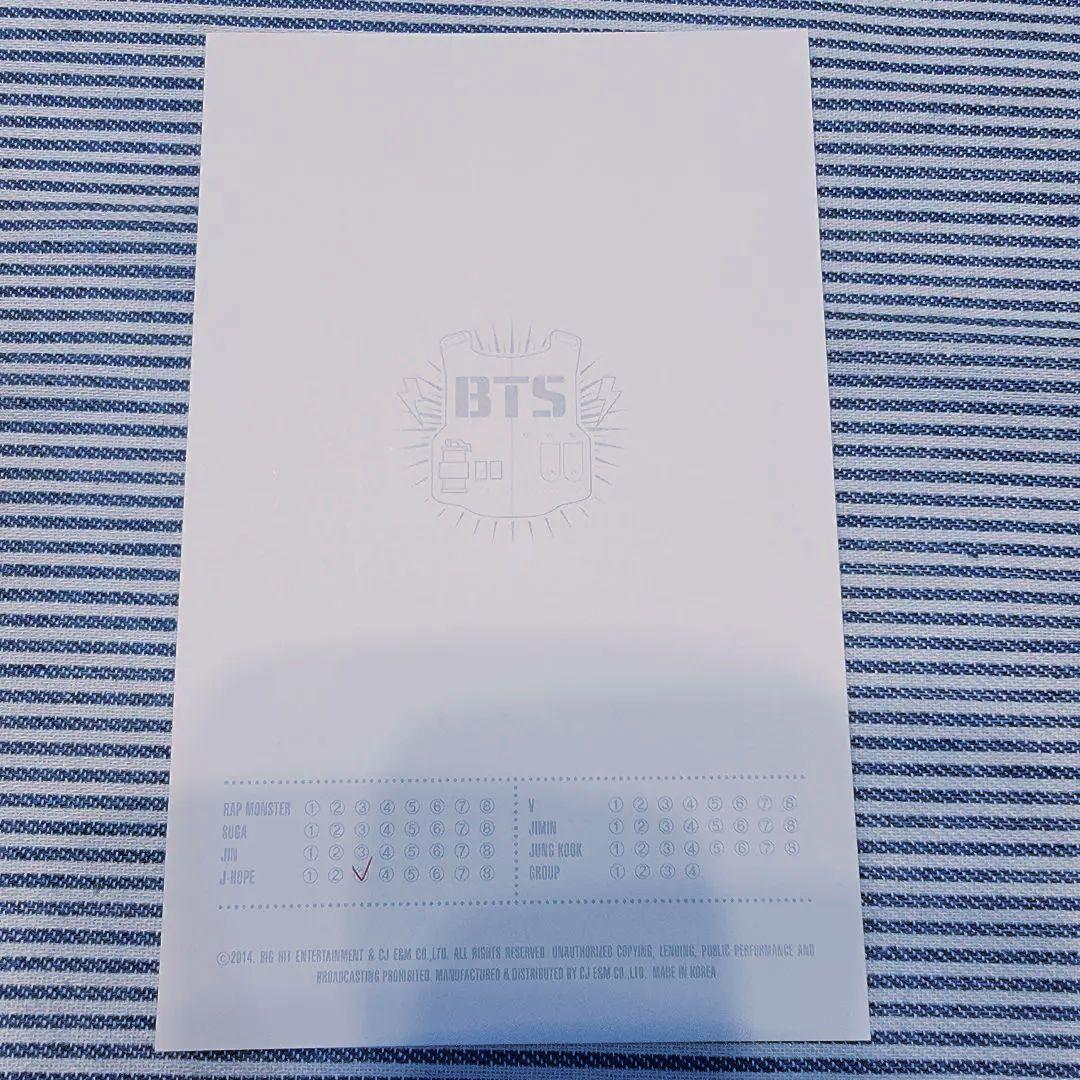 BTS
RAP MONSTER ① ② ③ ④ ⑤ ⑥ ⑦ ⑧
SUGA ① ② ③ ④ ⑤ ⑥ ⑦ ⑧
JIN ① ② ③ ④ ⑤ ⑥ ⑦ ⑧
J-HOPE ① ② ④ ⑤ ⑥ ⑦ ⑧
V ① ② ③ ④ ⑤ ⑥ ⑦ ⑧
JIMIN ① ② ③ ④ ⑤ ⑥ ⑦ ⑧
JUNG KOOK ① ② ③ ④ ⑤ ⑥ ⑦ ⑧
GROUP ① ② ③ ④
©2014. BIG HIT ENTERTAINMENT & CJ E&M CO.,LTD. ALL RIGHTS RESERVED. UNAUTHORIZED COPYING, LENDING, PUBLIC PERFORMANCE AND
BROADCASTING PROHIBITED. MANUFACTURED & DISTRIBUTED BY CJ E&M CO.,LTD. MADE IN KOREA